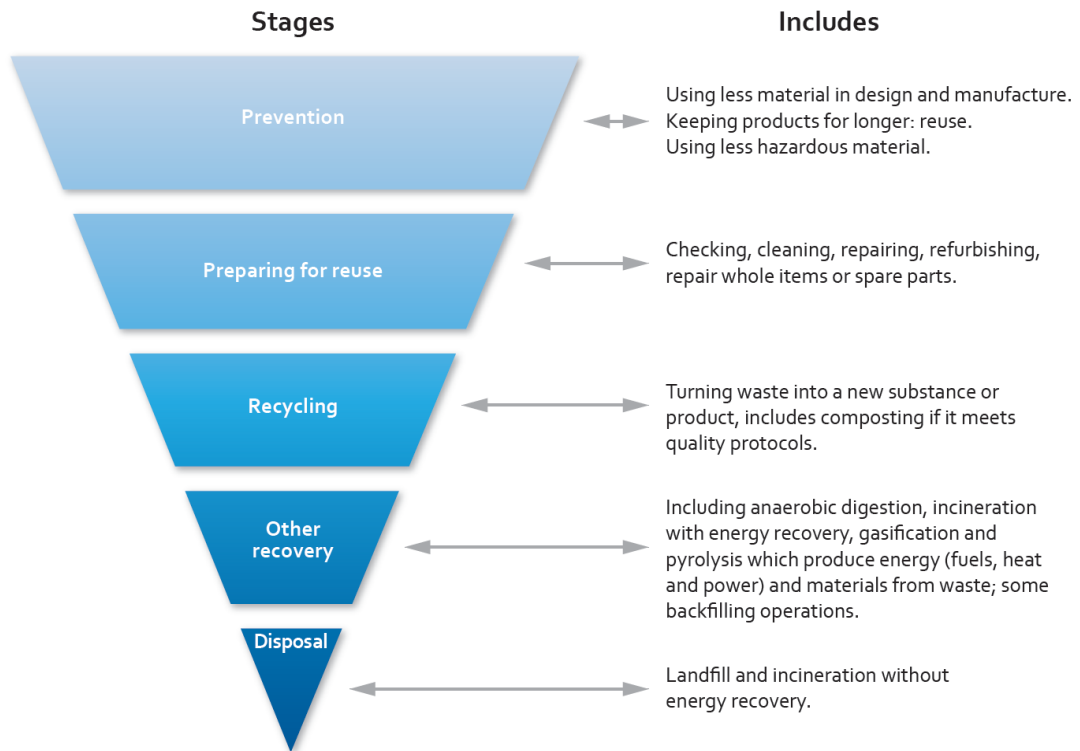 Stages
Includes
Prevention
Using less material in design and manufacture.
Keeping products for longer: reuse.
Using less hazardous material.
Preparing for reuse
Checking, cleaning, repairing, refurbishing,
repair whole items or spare parts.
Recycling
Turning waste into a new substance or
product, includes composting if it meets
quality protocols.
Other
recovery
Including anaerobic digestion, incineration
with energy recovery, gasification and
pyrolysis which produce energy (fuels, heat
and power) and materials from waste; some
backfilling operations.
Disposal
Landfill and incineration without
energy recovery.